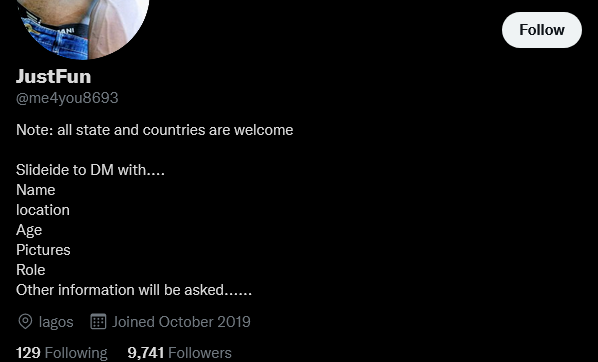 ANI
Follow
JustFun
@me4you8693
Note: all state and countries are welcome
Slideide to DM with....
Name
location
Age
Pictures
Role
Other information will be asked......
lagos Joined October 2019
129 Following 9,741 Followers